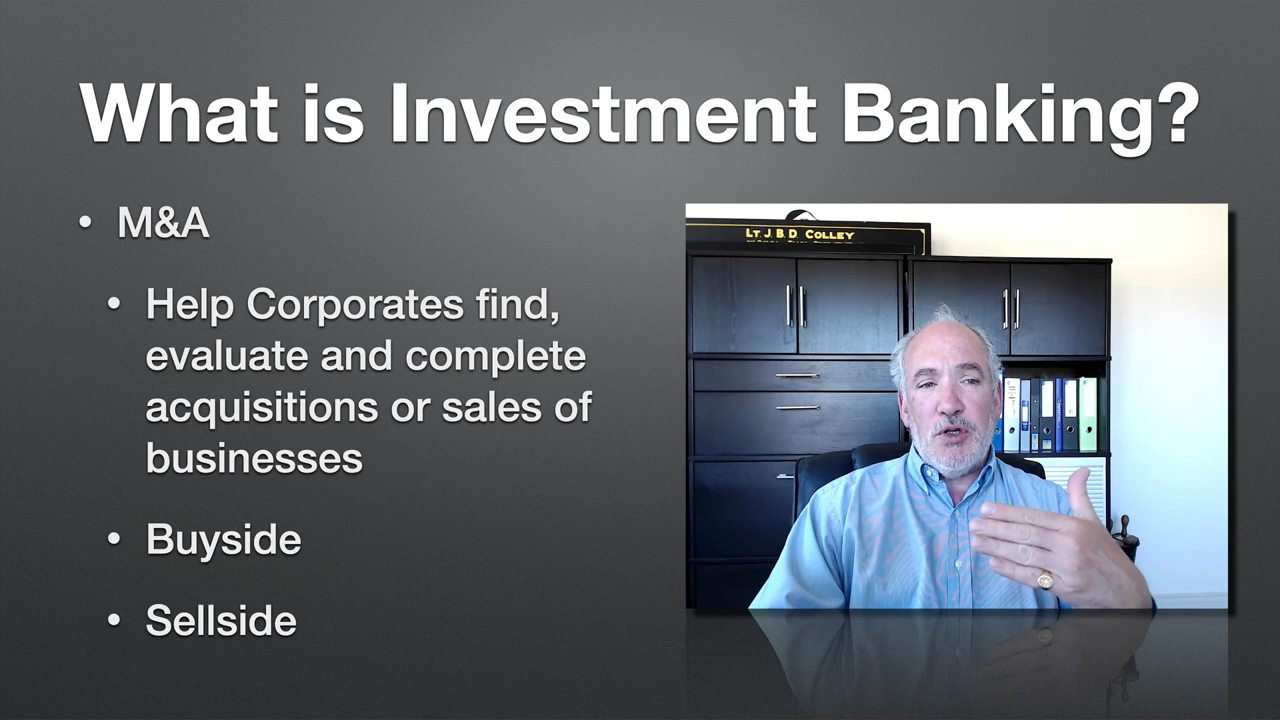 What is Investment Banking?
• M&A
• Help Corporates find,
evaluate and complete
acquisitions or sales of
businesses
• Buyside
• Sellside
LT. J. B. D. COLLEY